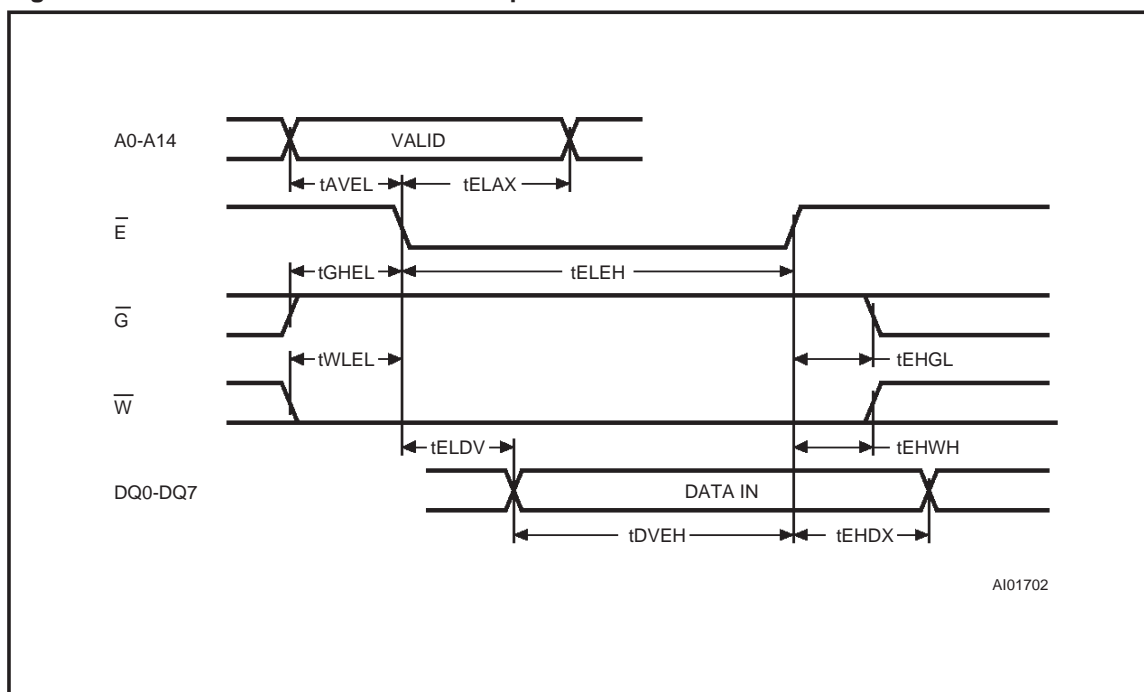 A0-A14
VALID
tAVEL
tELAX
E
tGHEL
tELEH
G
tWLEL
tEHGL
W
tELDV
tEHWH
DQ0-DQ7
DATA IN
tDVEH
tEHDX
AI01702